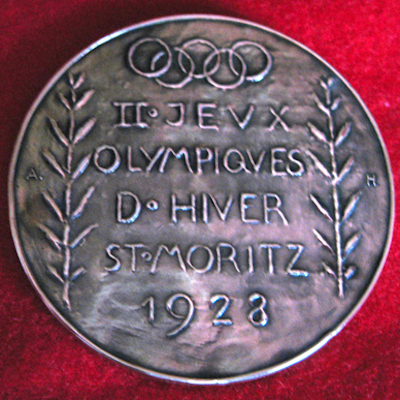 II∘JEVX
OLYMPIQVES
D∘HIVER
ST∘MORITZ
1928
A.
H